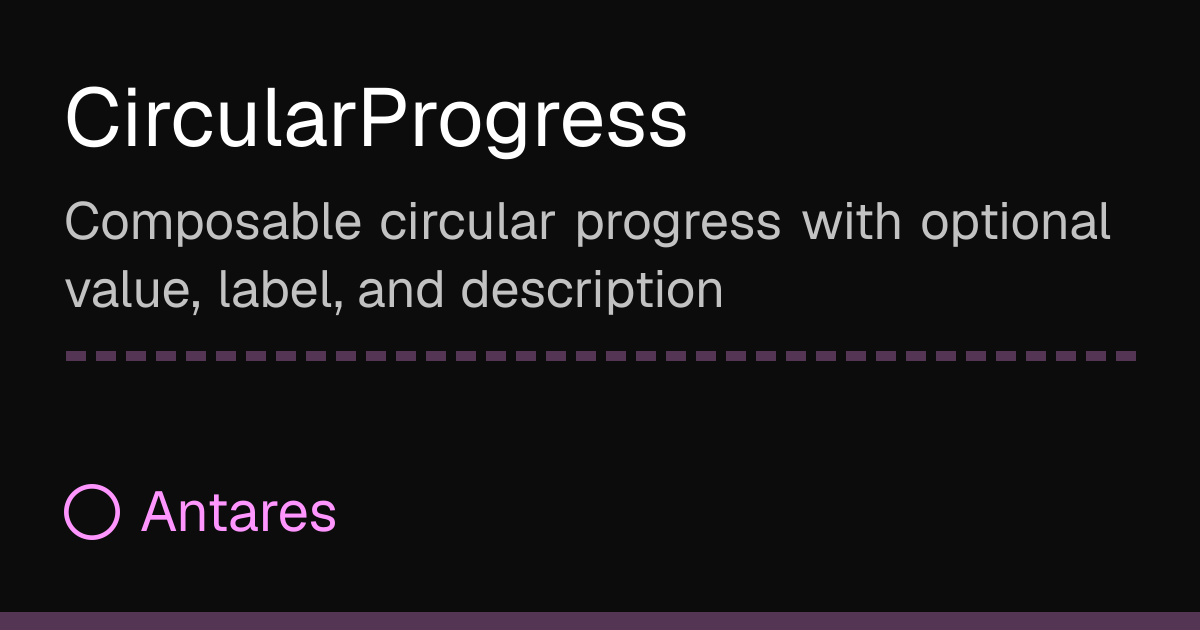 CircularProgress
Composable circular progress with optional
value, label, and description
Antares